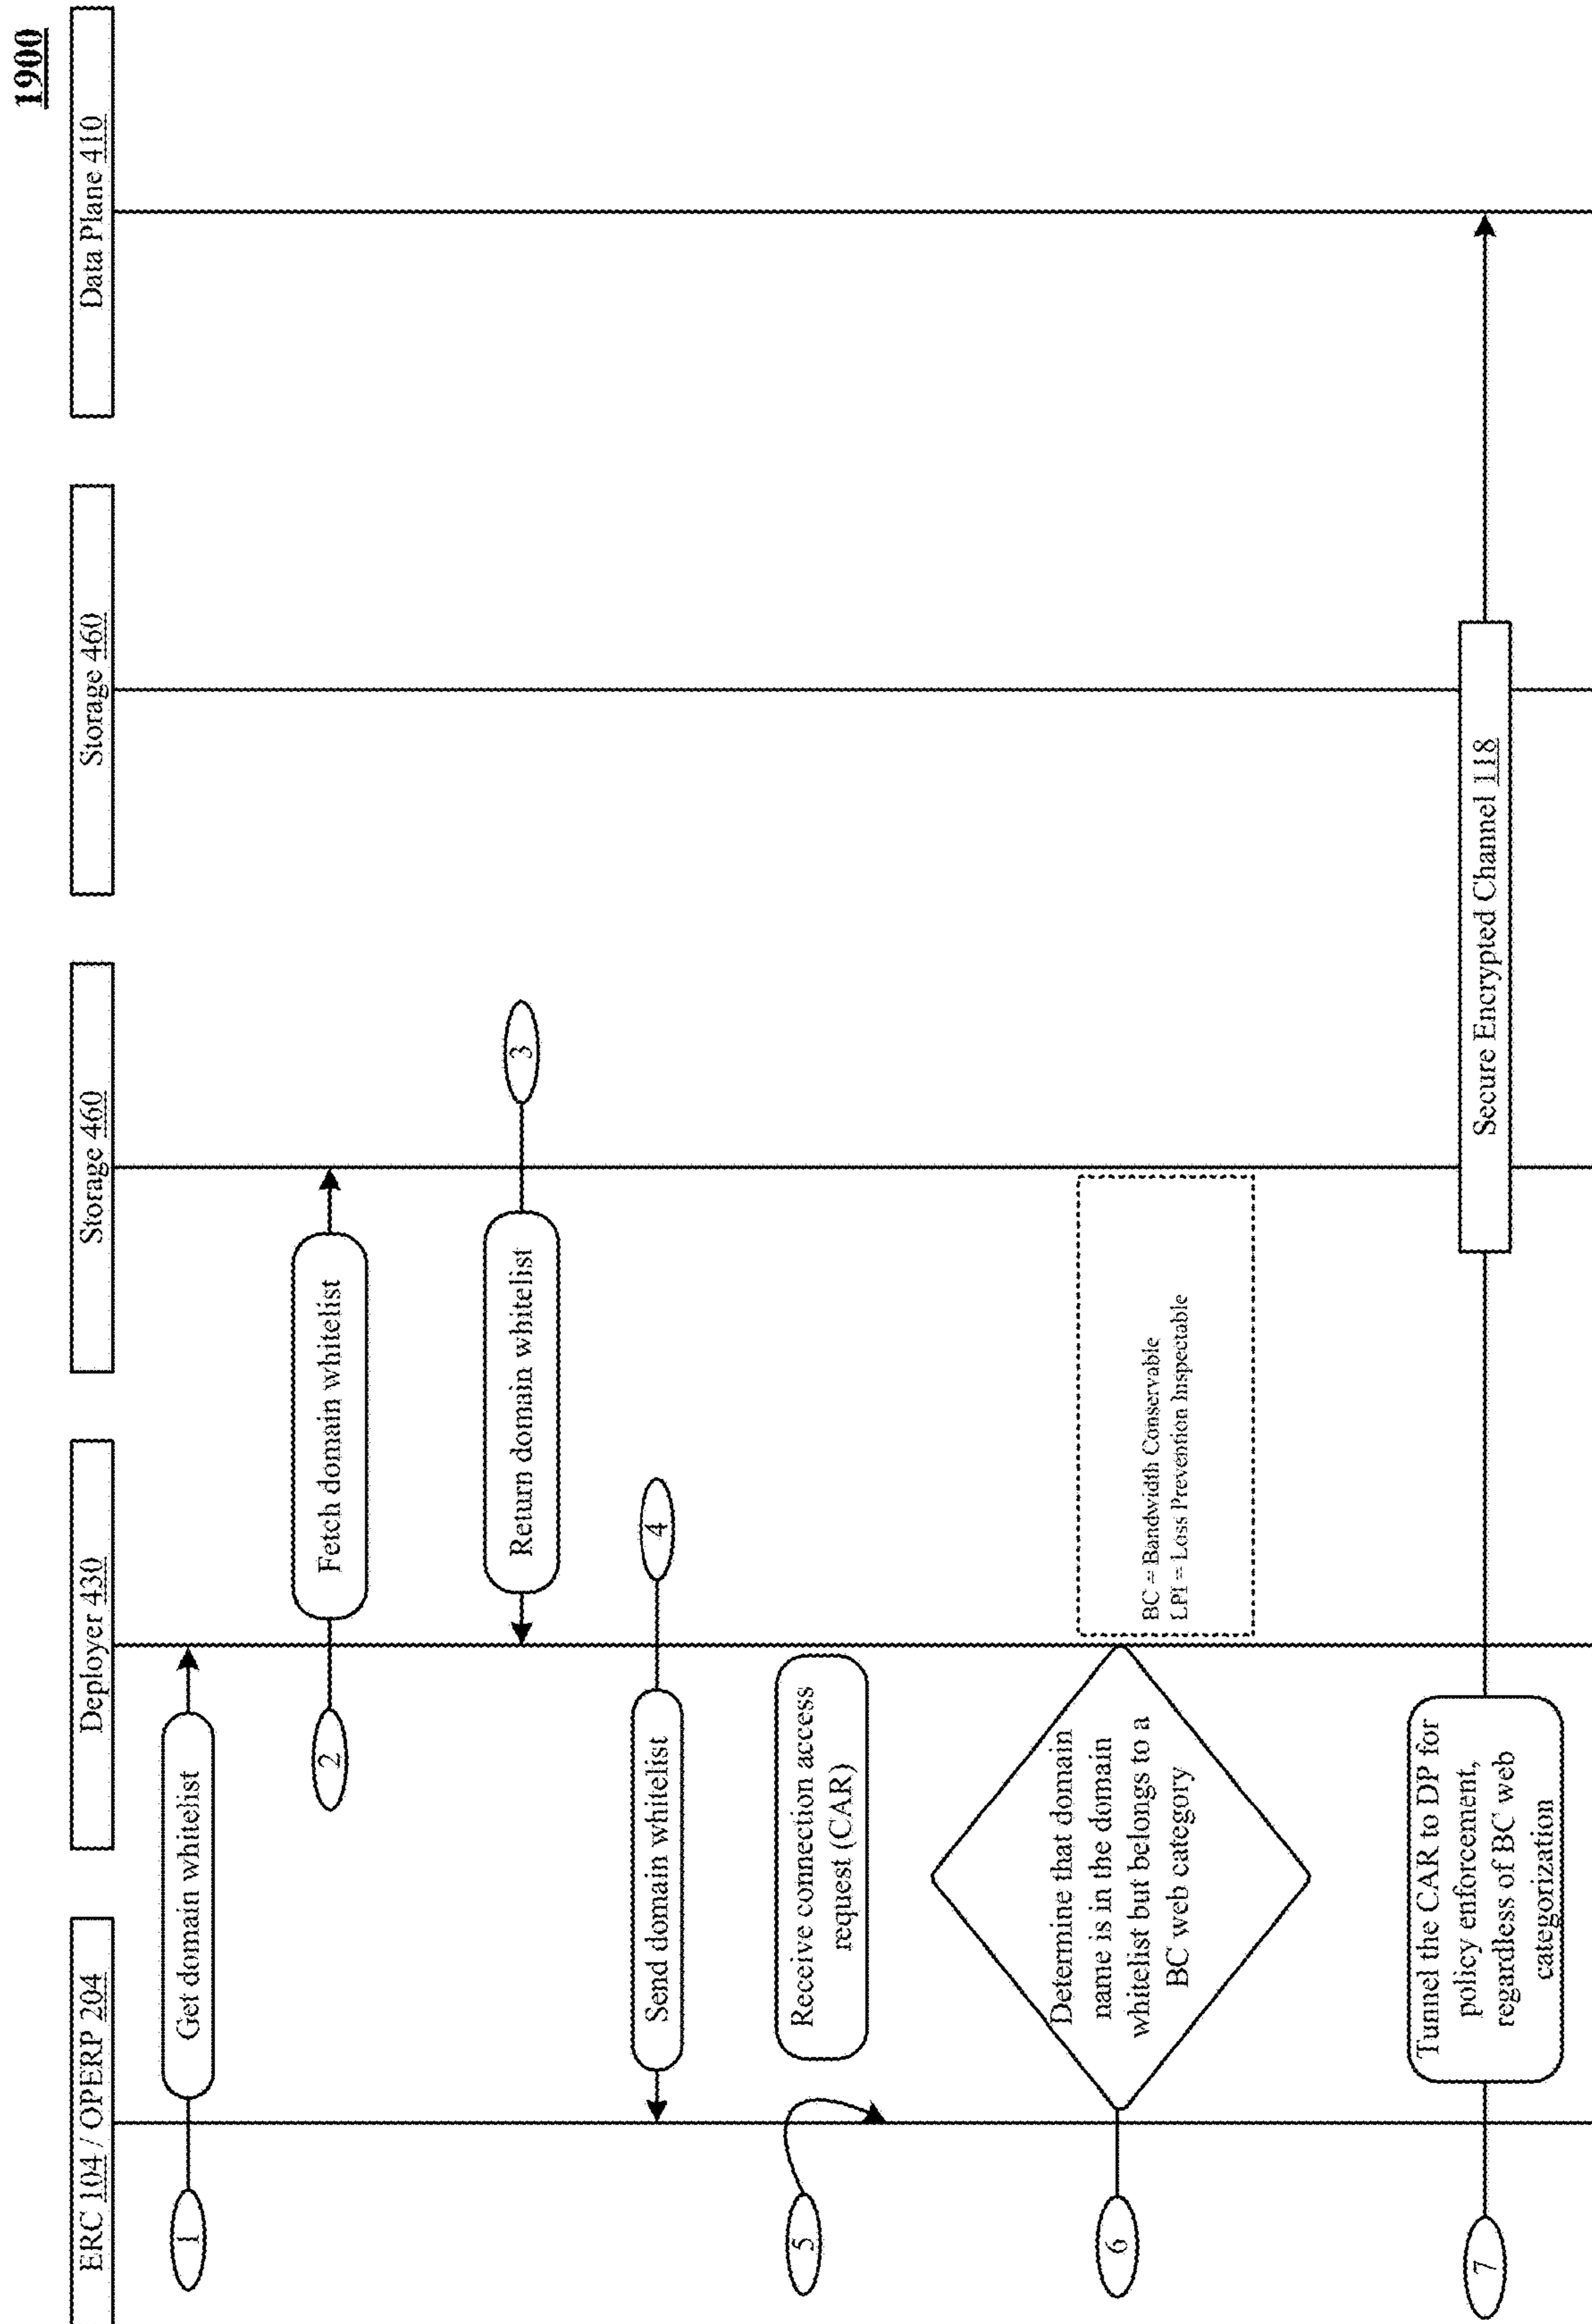 1900
ERC 104 / OPERP 204
Deployer 430
Storage 460
Storage 460
Data Plane 410
1
Get domain whitelist
2
Fetch domain whitelist
Return domain whitelist
3
Send domain whitelist
4
5
Receive connection access
request (CAR)
6
Determine that domain
name is in the domain
whitelist but belongs to a
BC web category
BC = Bandwidth Conservable
LPI = Loss Prevention Inspectable
7
Tunnel the CAR to DP for
policy enforcement,
regardless of BC web
categorization
Secure Encrypted Channel 118